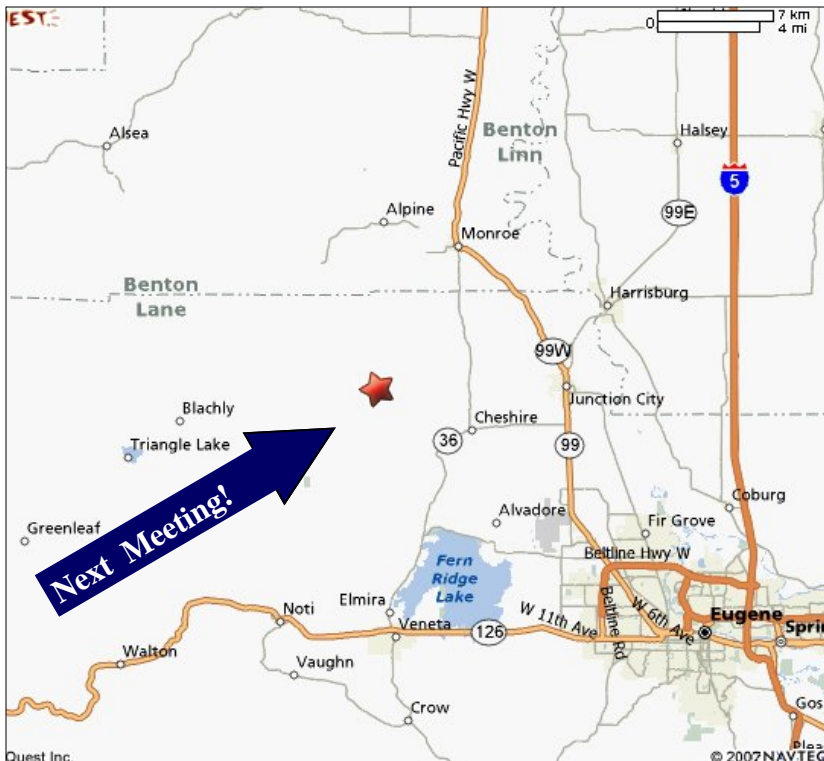 EST
7 km
0
4 mi
Pacific Hwy W
Benton
Linn
Halsey
Alsea
5
99E
Alpine
Monroe
Benton
Lane
Harrisburg
99W
Junction City
Blachly
Cheshire
Triangle Lake
36
99
Next Meeting!
Alvadore
Coburg
Fir Grove
Greenleaf
Beltline Hwy W
Fern
Ridge
Lake
Elmira
Noti
W 11th Ave
Beltline Rd
W 6th Ave
Eugene
Veneta
126
Sprin
Walton
Vaughn
Crow
Gos
Plea
Quest Inc.
© 2007 NAVTEQ